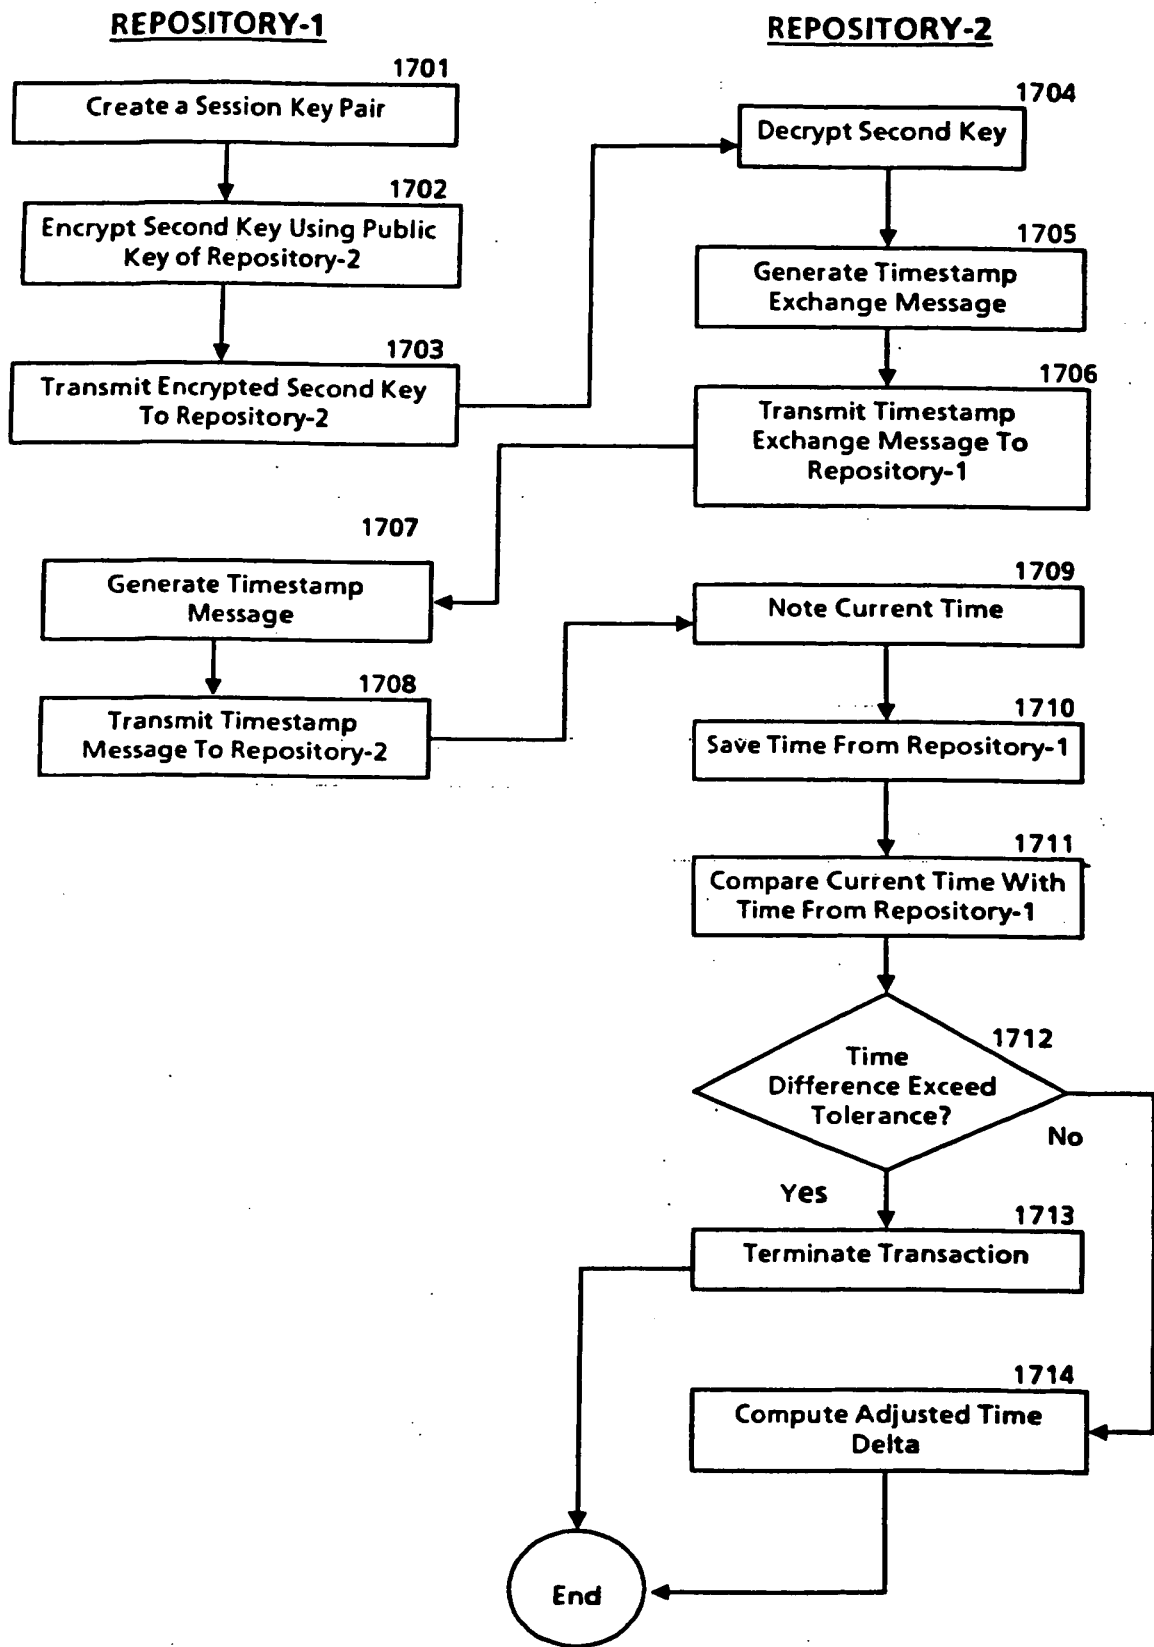 REPOSITORY-1
REPOSITORY-2
1701
Create a Session Key Pair
1702
Encrypt Second Key Using Public
Key of Repository-2
1703
Transmit Encrypted Second Key
To Repository-2
1704
Decrypt Second Key
1705
Generate Timestamp
Exchange Message
1706
Transmit Timestamp
Exchange Message To
Repository-1
1707
Generate Timestamp
Message
1708
Transmit Timestamp
Message To Repository-2
1709
Note Current Time
1710
Save Time From Repository-1
1711
Compare Current Time With
Time From Repository-1
1712
Time
Difference Exceed
Tolerance?
No
Yes
1713
Terminate Transaction
1714
Compute Adjusted Time
Delta
End